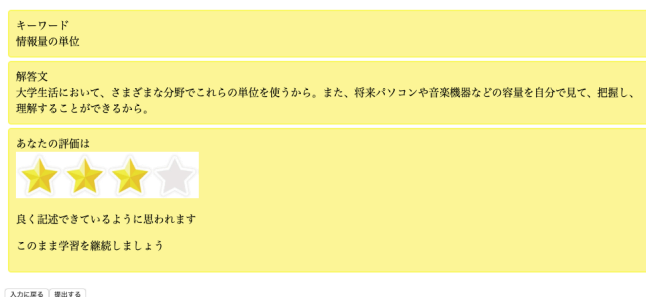 キーワード
情報量の単位
解答文
大学生活において、さまざまな分野でこれらの単位を使うから。また、将来パソコンや音楽機器などの容量を自分で見て、把握し、
理解することができるから。
あなたの評価は
良く記述できているように思われます
このまま学習を継続しましょう
入力に戻る 提出する